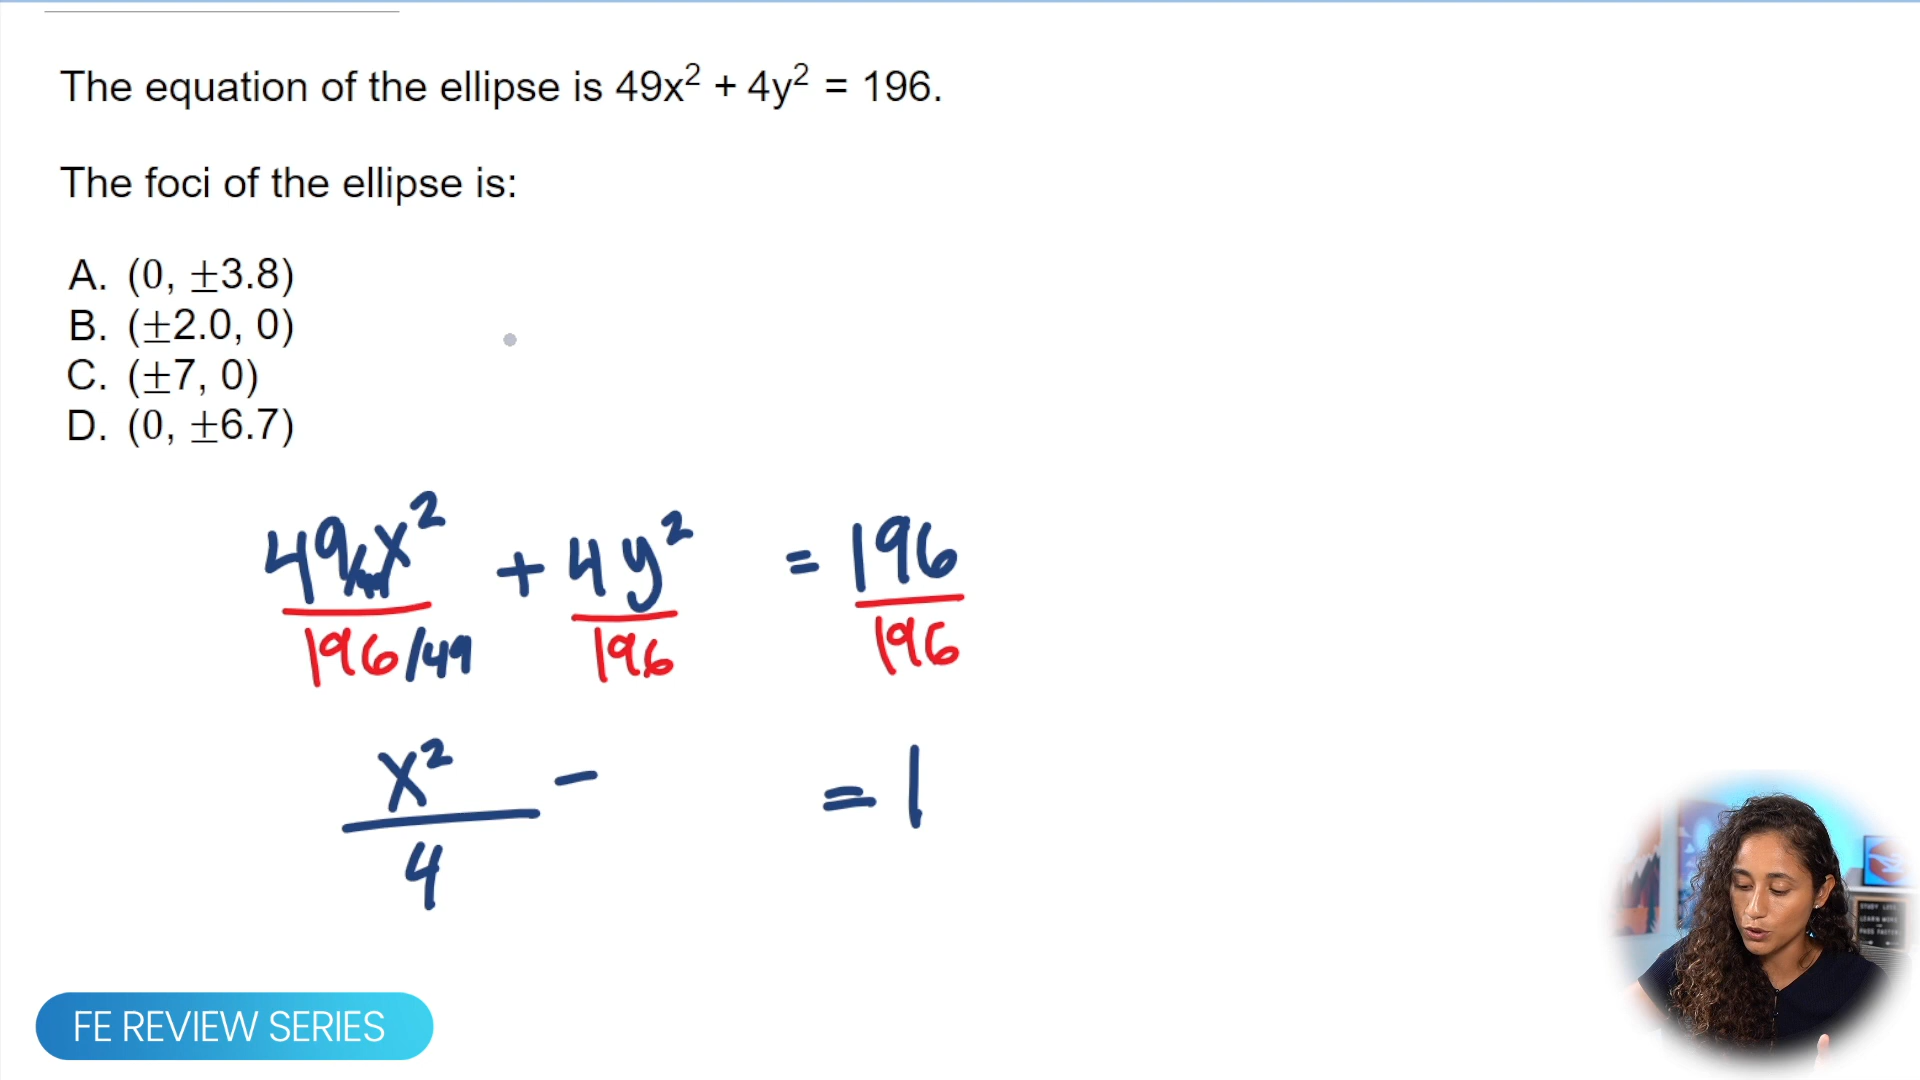 The equation of the ellipse is 49x² + 4y² = 196.
The foci of the ellipse is:
A. (0, ±3.8)
B. (±2.0, 0)
C. (±7, 0)
D. (0, ±6.7)
49x² + 4y² = 196
196/49 196 196
x² - = 1
4
FE REVIEW SERIES